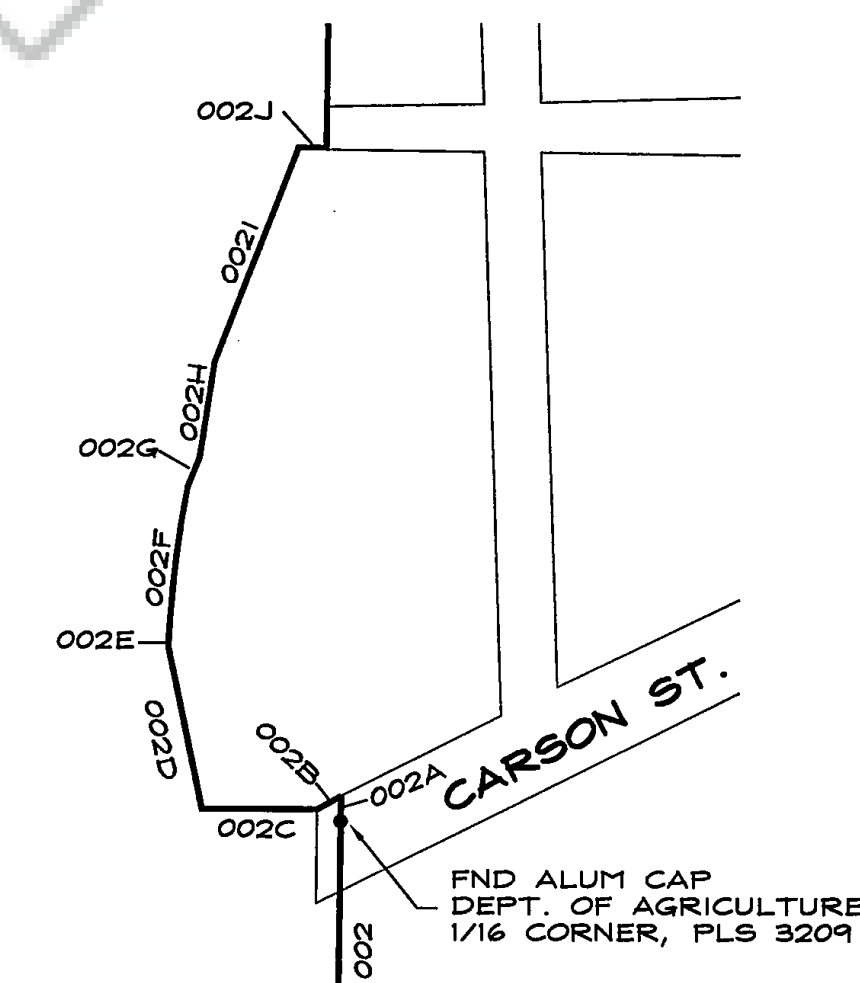 002J
002I
002H
002G
002F
002E
002D
002B
002A
CARSON ST.
002C
FND ALUM CAP
DEPT. OF AGRICULTURE
1/16 CORNER, PLS 3209
002